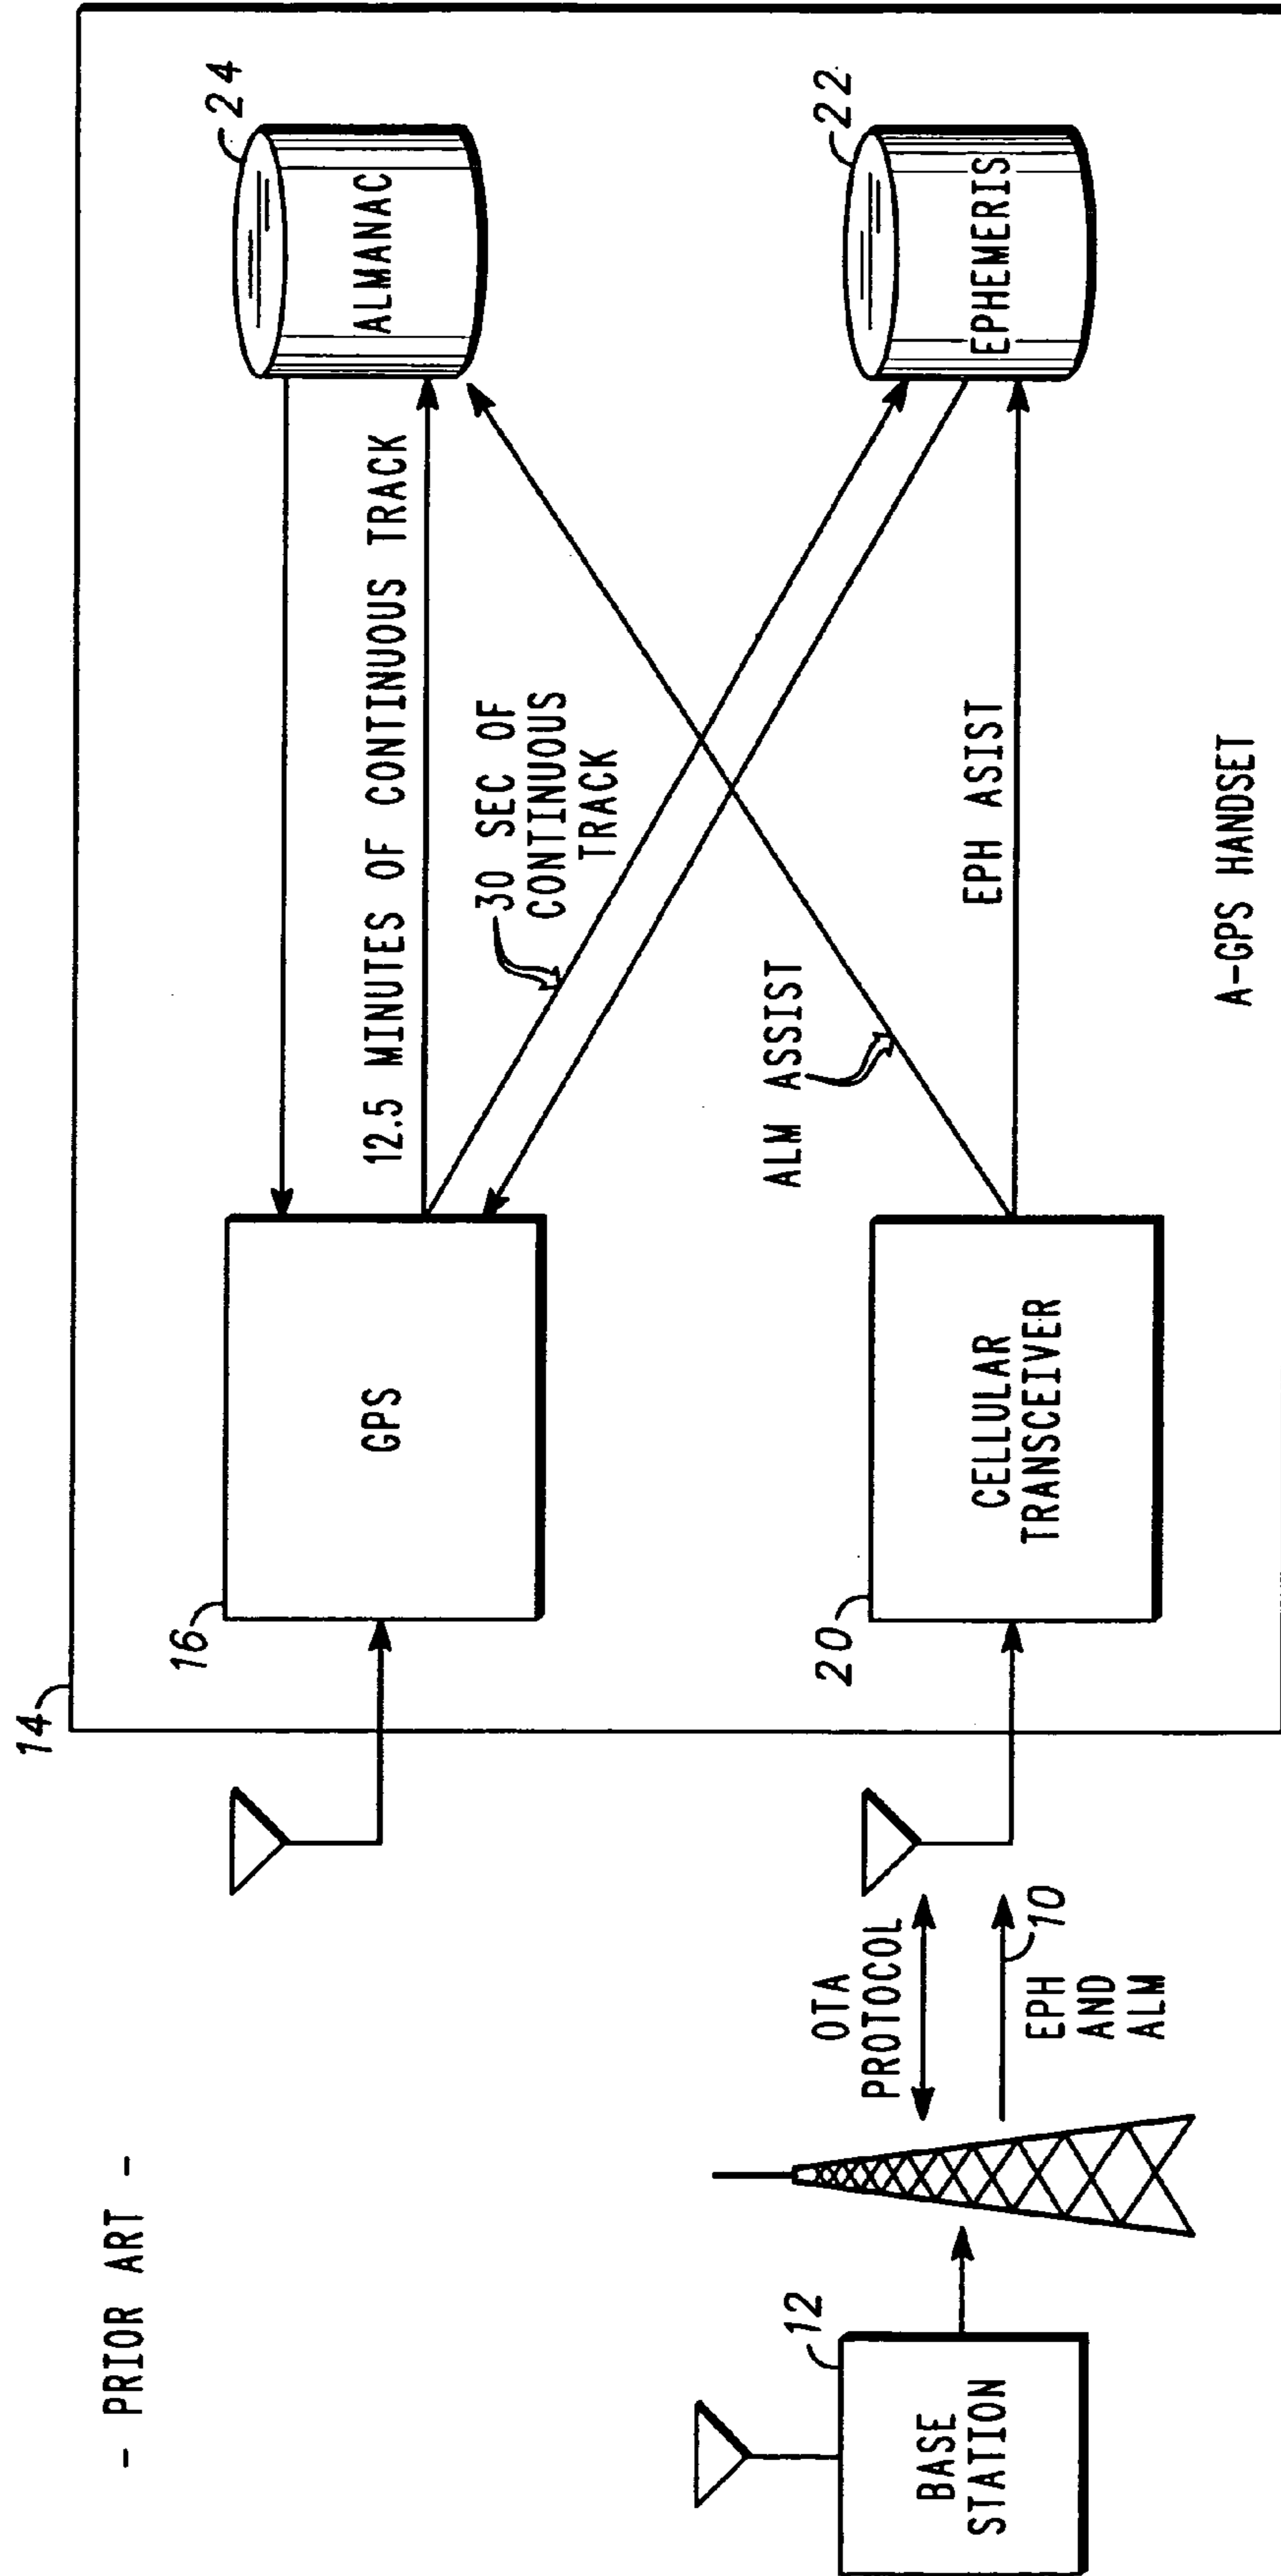 - PRIOR ART -
14
16
GPS
24
ALMANAC
12.5 MINUTES OF CONTINUOUS TRACK
30 SEC OF
CONTINUOUS
TRACK
12
BASE
STATION
OTA
PROTOCOL
10
EPH
AND
ALM
20
CELLULAR
TRANSCEIVER
ALM ASSIST
EPH ASIST
22
EPHEMERIS
A-GPS HANDSET